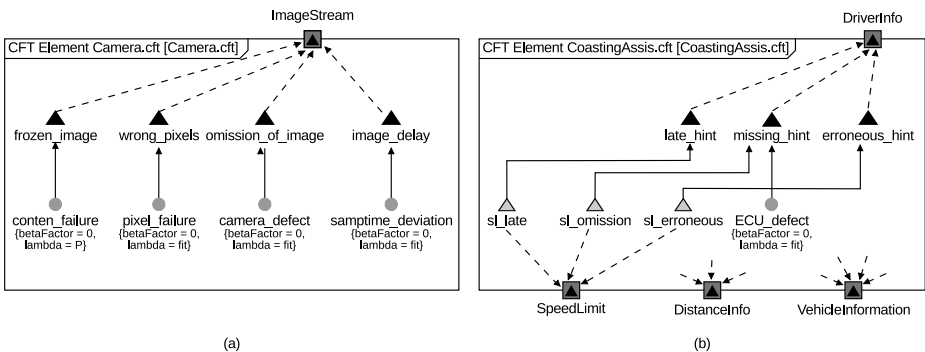 ImageStream
CFT Element Camera.cft [Camera.cft]
frozen_image
wrong_pixels
omission_of_image
image_delay
conten_failure
{betaFactor = 0,
lambda = P}
pixel_failure
{betaFactor = 0,
lambda = fit}
camera_defect
{betaFactor = 0,
lambda = fit}
samptime_deviation
{betaFactor = 0,
lambda = fit}
(a)
DriverInfo
CFT Element CoastingAssis.cft [CoastingAssis.cft]
late_hint
missing_hint
erroneous_hint
sl_late
sl_omission
sl_erroneous
ECU_defect
{betaFactor = 0,
lambda = fit}
SpeedLimit
DistanceInfo
VehicleInformation
(b)